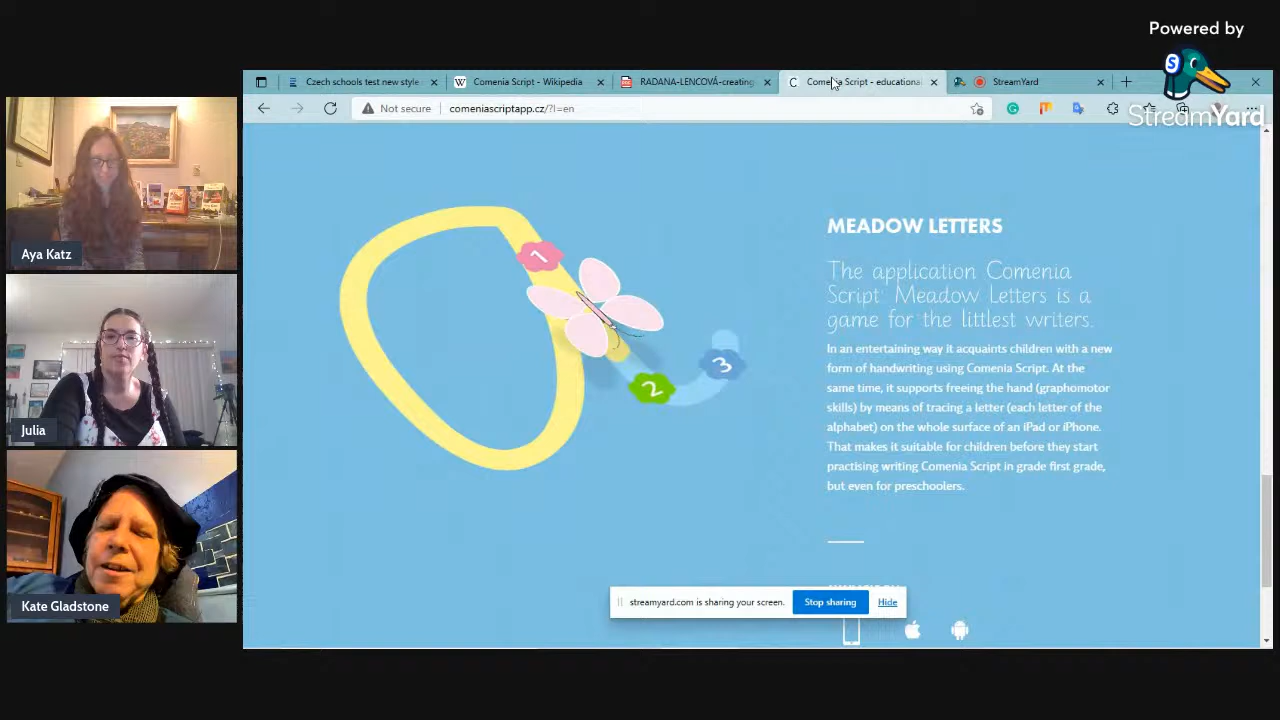 Powered by
StreamYard
Czech schools test new style
Comenia Script - Wikipedia
RADANA-LENCOVÁ-creating
Comenia Script - educational
StreamYard
Not secure
comeniascriptapp.cz/?l=en
Aya Katz
Julia
Kate Gladstone
1
2
3
MEADOW LETTERS
The application Comenia
Script: Meadow Letters is a
game for the littlest writers.
In an entertaining way it acquaints children with a new
form of handwriting using Comenia Script. At the
same time, it supports freeing the hand (graphomotor
skills) by means of tracing a letter (each letter of the
alphabet) on the whole surface of an iPad or iPhone.
That makes it suitable for children before they start
practising writing Comenia Script in grade first grade,
but even for preschoolers.
streamyard.com is sharing your screen.
Stop sharing
Hide